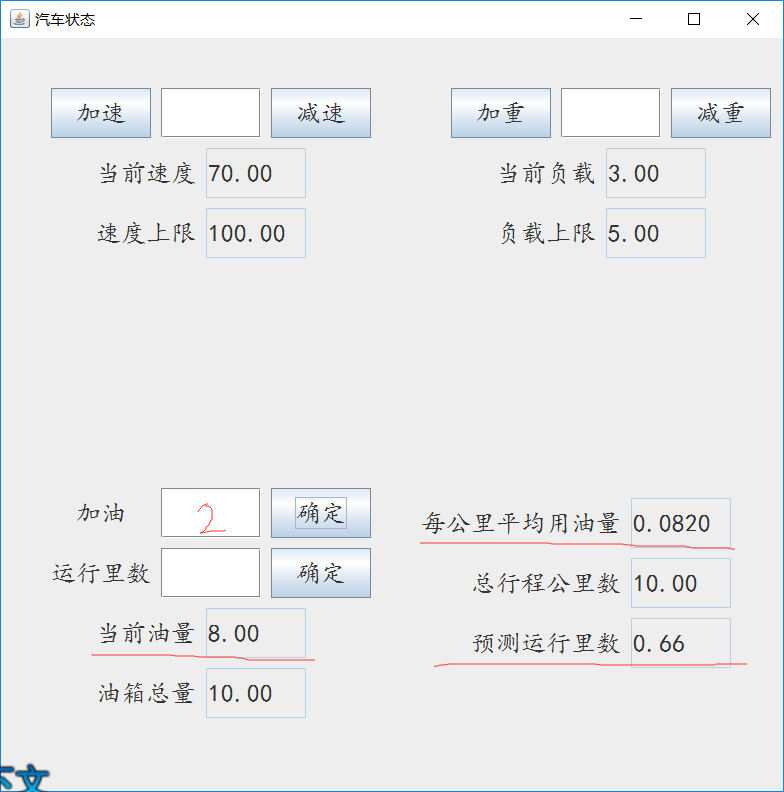 汽车状态
加速 减速 加重 减重
当前速度 70.00 当前负载 3.00
速度上限 100.00 负载上限 5.00
加油 2 确定 每公里平均用油量 0.0820
运行里数 确定 总行程公里数 10.00
当前油量 8.00 预测运行里数 0.66
油箱总量 10.00
下文